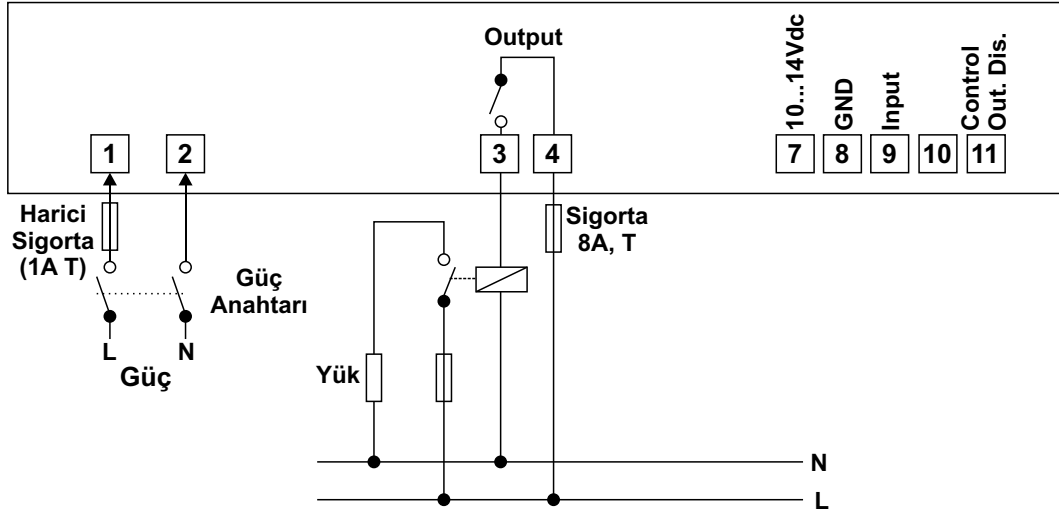 Output
10...14Vdc
GND
Input
Control
Out. Dis.
1
2
3
4
7
8
9
10
11
Harici
Sigorta
(1A T)
Güç
Anahtarı
L
N
Güç
Sigorta
8A, T
Yük
N
L